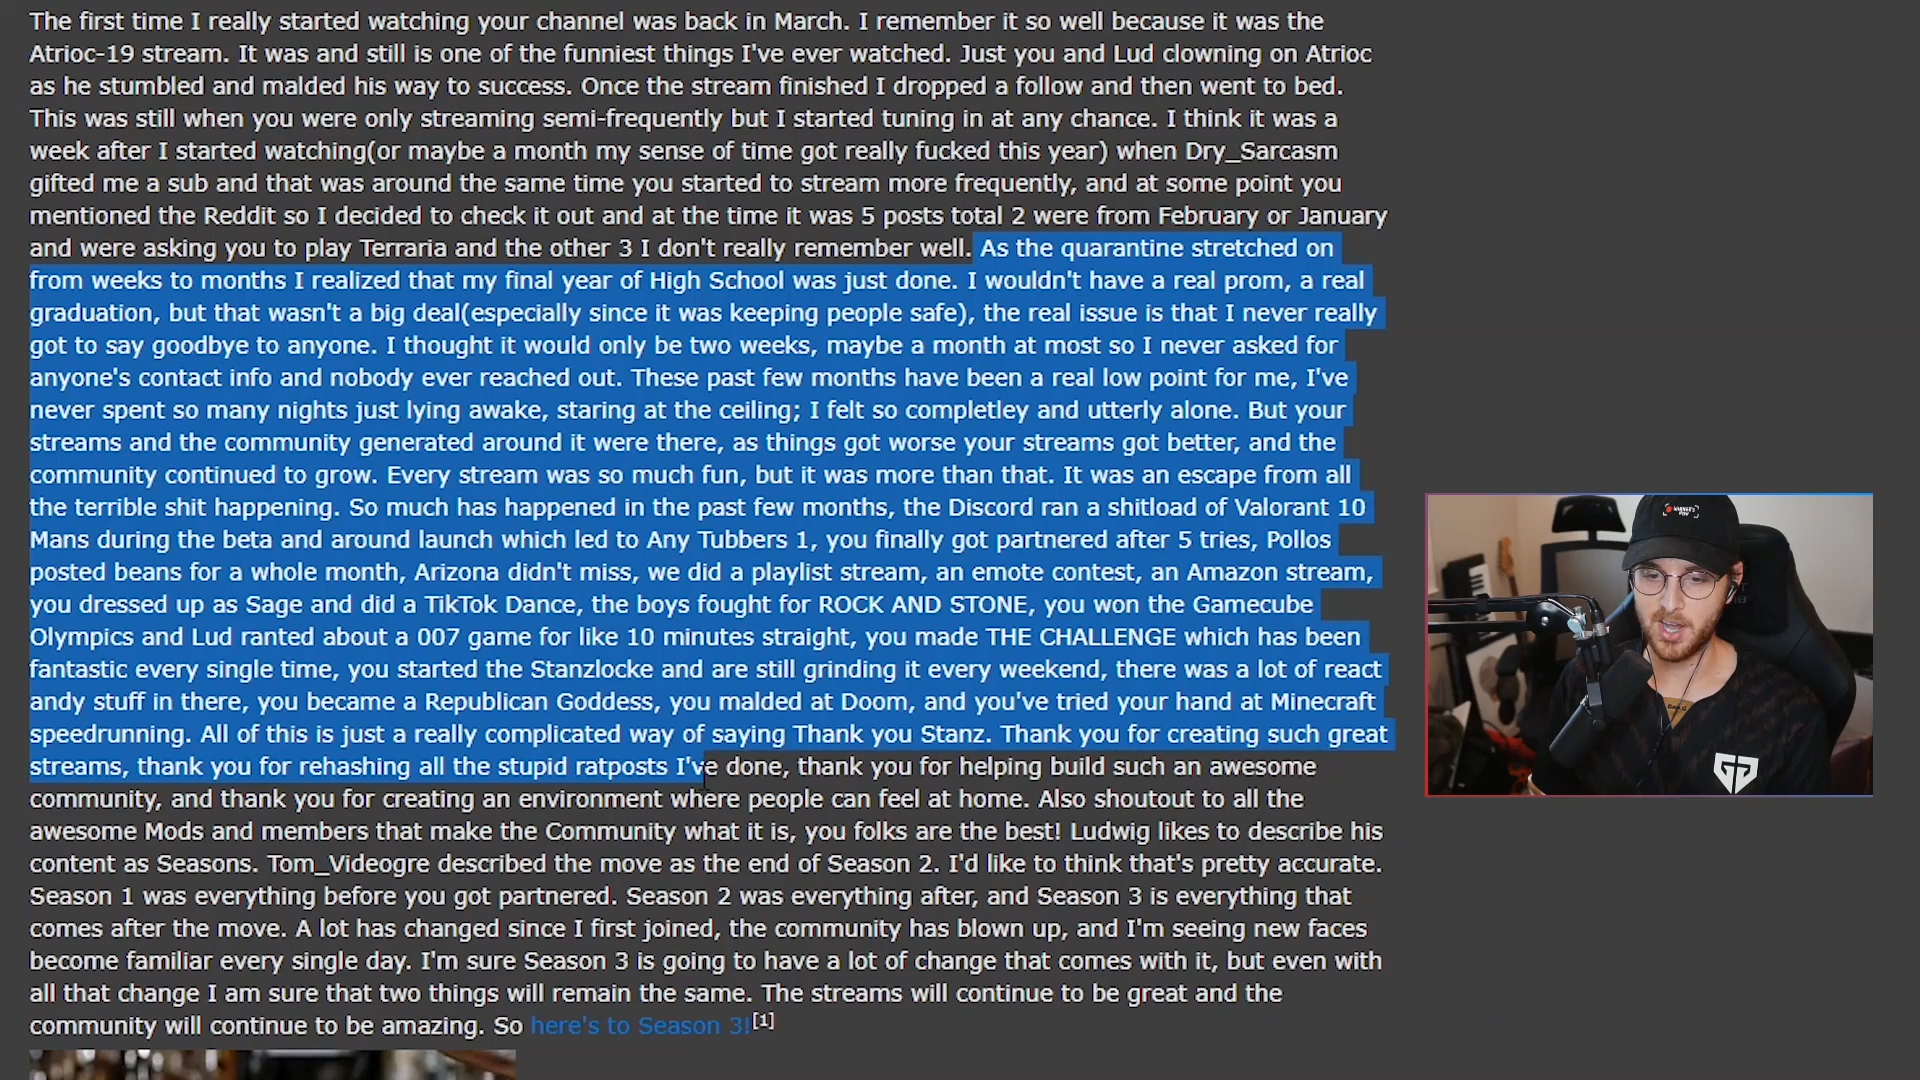 The first time I really started watching your channel was back in March. I remember it so well because it was the
Atrioc-19 stream. It was and still is one of the funniest things I've ever watched. Just you and Lud clowning on Atrioc
as he stumbled and malded his way to success. Once the stream finished I dropped a follow and then went to bed.
This was still when you were only streaming semi-frequently but I started tuning in at any chance. I think it was a
week after I started watching(or maybe a month my sense of time got really fucked this year) when Dry_Sarcasm
gifted me a sub and that was around the same time you started to stream more frequently, and at some point you
mentioned the Reddit so I decided to check it out and at the time it was 5 posts total 2 were from February or January
and were asking you to play Terraria and the other 3 I don't really remember well. As the quarantine stretched on
from weeks to months I realized that my final year of High School was just done. I wouldn't have a real prom, a real
graduation, but that wasn't a big deal(especially since it was keeping people safe), the real issue is that I never really
got to say goodbye to anyone. I thought it would only be two weeks, maybe a month at most so I never asked for
anyone's contact info and nobody ever reached out. These past few months have been a real low point for me, I've
never spent so many nights just lying awake, staring at the ceiling; I felt so completley and utterly alone. But your
streams and the community generated around it were there, as things got worse your streams got better, and the
community continued to grow. Every stream was so much fun, but it was more than that. It was an escape from all
the terrible shit happening. So much has happened in the past few months, the Discord ran a shitload of Valorant 10
Mans during the beta and around launch which led to Any Tubbers 1, you finally got partnered after 5 tries, Pollos
posted beans for a whole month, Arizona didn't miss, we did a playlist stream, an emote contest, an Amazon stream,
you dressed up as Sage and did a TikTok Dance, the boys fought for ROCK AND STONE, you won the Gamecube
Olympics and Lud ranted about a 007 game for like 10 minutes straight, you made THE CHALLENGE which has been
fantastic every single time, you started the Stanzlocke and are still grinding it every weekend, there was a lot of react
andy stuff in there, you became a Republican Goddess, you malded at Doom, and you've tried your hand at Minecraft
speedrunning. All of this is just a really complicated way of saying Thank you Stanz. Thank you for creating such great
streams, thank you for rehashing all the stupid ratposts I've done, thank you for helping build such an awesome
community, and thank you for creating an environment where people can feel at home. Also shoutout to all the
awesome Mods and members that make the Community what it is, you folks are the best! Ludwig likes to describe his
content as Seasons. Tom_Videogre described the move as the end of Season 2. I'd like to think that's pretty accurate.
Season 1 was everything before you got partnered. Season 2 was everything after, and Season 3 is everything that
comes after the move. A lot has changed since I first joined, the community has blown up, and I'm seeing new faces
become familiar every single day. I'm sure Season 3 is going to have a lot of change that comes with it, but even with
all that change I am sure that two things will remain the same. The streams will continue to be great and the
community will continue to be amazing. So here's to Season 3![1]